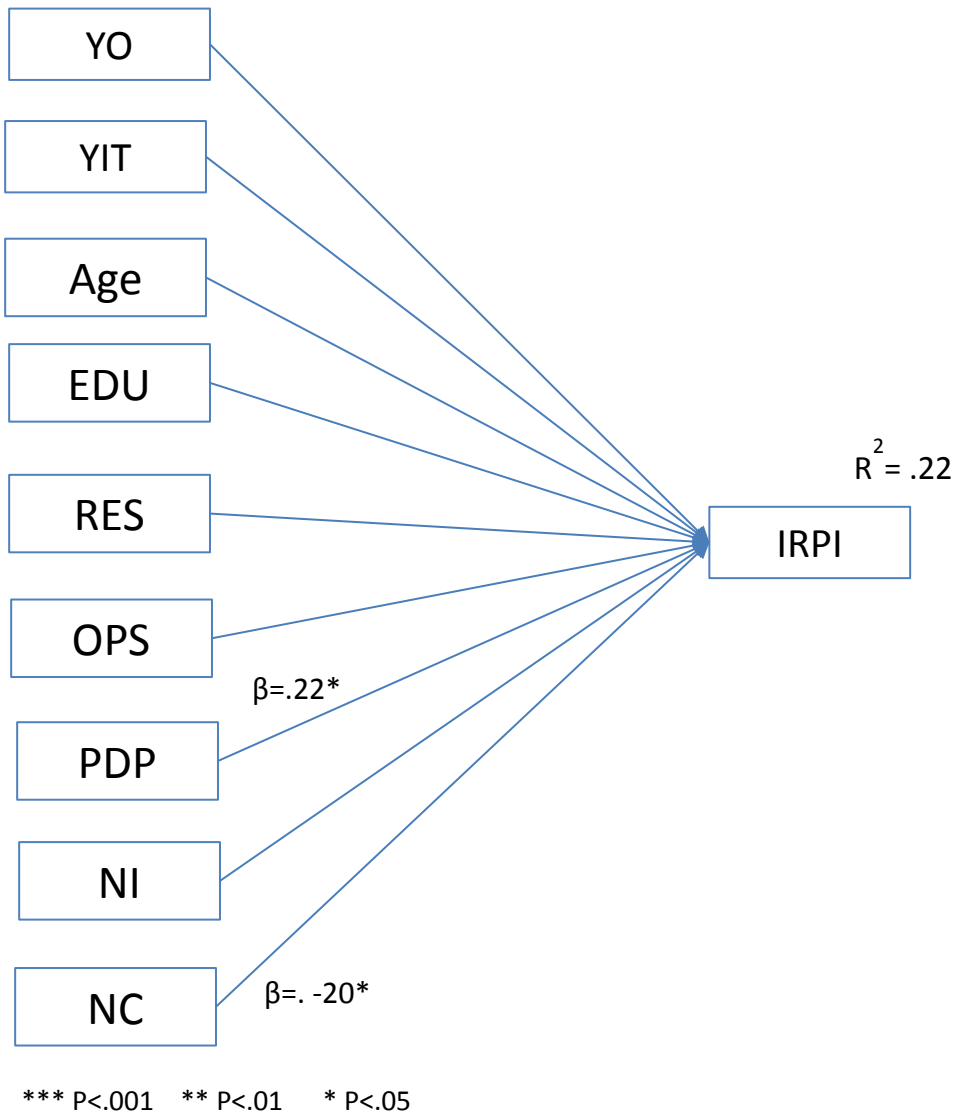 YO
YIT
Age
EDU
R2= .22
RES
IRPI
OPS
β=.22*
PDP
NI
β=. -20*
NC
*** P<.001 ** P<.01 * P<.05